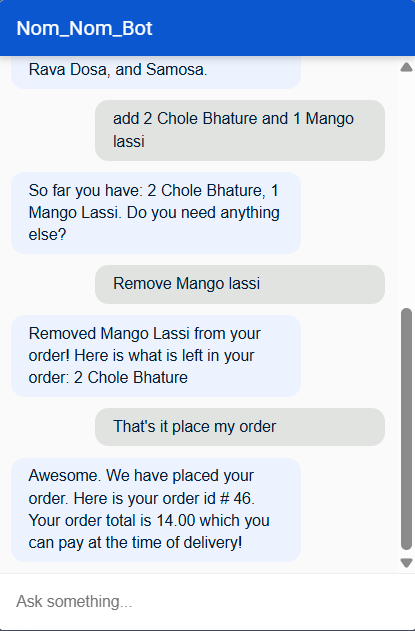 Nom_Nom_Bot
Rava Dosa, and Samosa.
add 2 Chole Bhature and 1 Mango
lassi
So far you have: 2 Chole Bhature, 1
Mango Lassi. Do you need anything
else?
Remove Mango lassi
Removed Mango Lassi from your
order! Here is what is left in your
order: 2 Chole Bhature
That's it place my order
Awesome. We have placed your
order. Here is your order id # 46.
Your order total is 14.00 which you
can pay at the time of delivery!
Ask something...